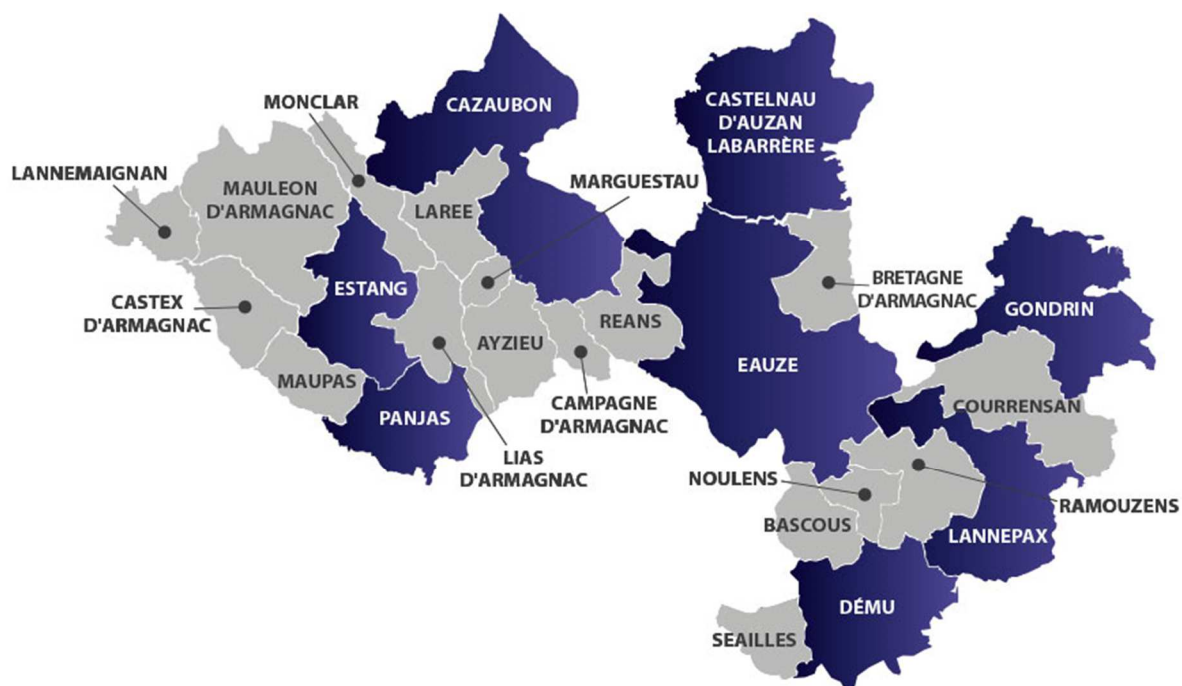 CAZAUBON
CASTELNAU
D'AUZAN
LABARRÈRE
MONCLAR
LANNEMAIGNAN
MAULEON
D'ARMAGNAC
LAREE
MARGUESTAU
ESTANG
CASTEX
D'ARMAGNAC
BRETAGNE
D'ARMAGNAC
GONDRIN
REANS
AYZIEU
EAUZE
MAUPAS
PANJAS
CAMPAGNE
D'ARMAGNAC
COURRENSAN
LIAS
D'ARMAGNAC
NOULENS
RAMOUZENS
BASCOUS
LANNEPAX
DÉMU
SEAILLES